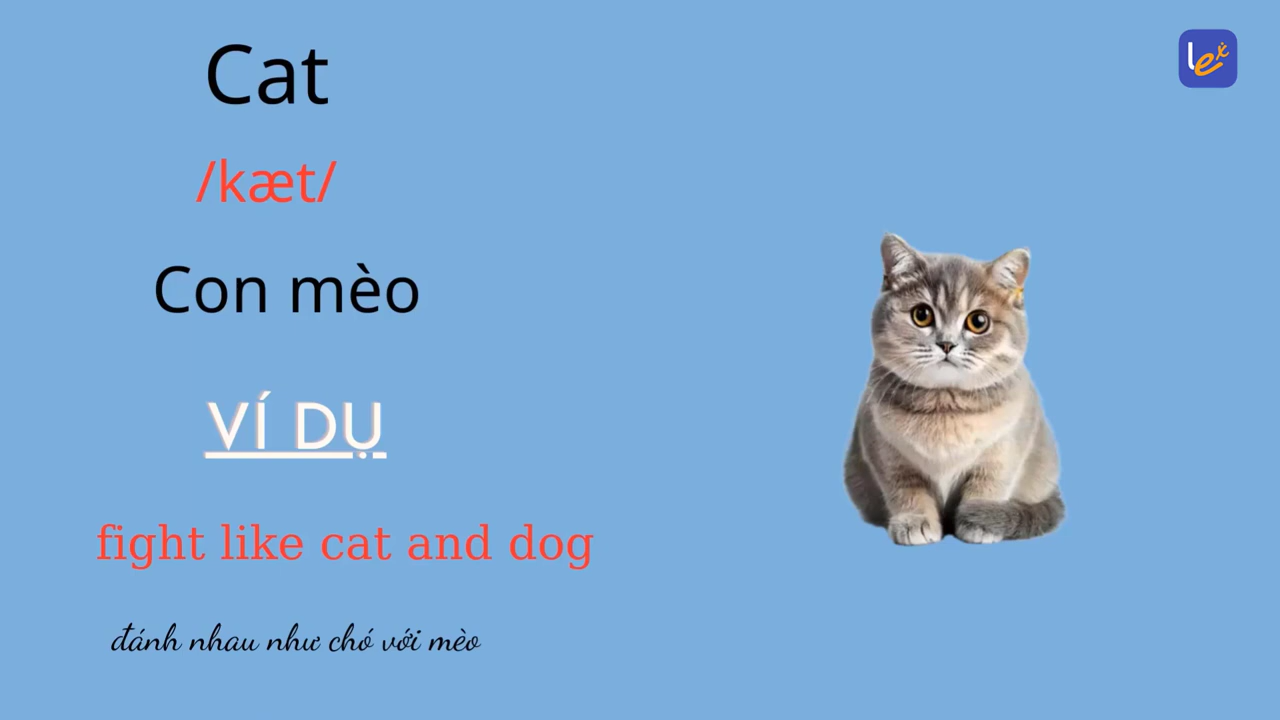 Cat
/kæt/
Con mèo
VÍ DỤ
fight like cat and dog
đánh nhau như chó với mèo